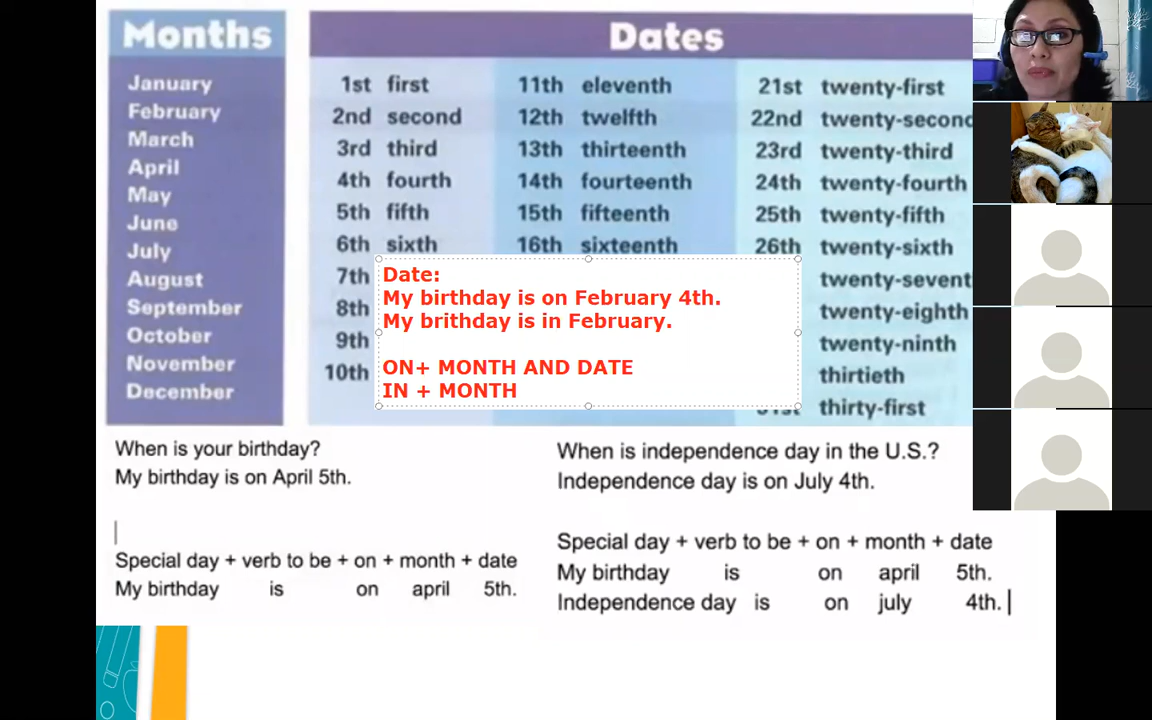 Months
January
February
March
April
May
June
July
August
September
October
November
December
Dates
1st first
2nd second
3rd third
4th fourth
5th fifth
6th sixth
7th
8th
9th
10th
11th eleventh
12th twelfth
13th thirteenth
14th fourteenth
15th fifteenth
16th sixteenth
21st twenty-first
22nd twenty-second
23rd twenty-third
24th twenty-fourth
25th twenty-fifth
26th twenty-sixth
twenty-sevent
twenty-eighth
twenty-ninth
thirtieth
thirty-first
Date:
My birthday is on February 4th.
My brithday is in February.
ON+ MONTH AND DATE
IN + MONTH
When is your birthday?
My birthday is on April 5th.
Special day + verb to be + on + month + date
My birthday is on april 5th.
When is independence day in the U.S.?
Independence day is on July 4th.
Special day + verb to be + on + month + date
My birthday is on april 5th.
Independence day is on july 4th.